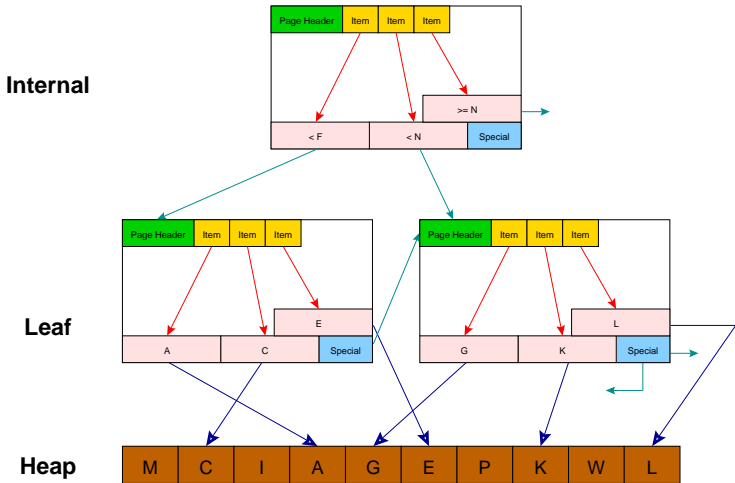 Page Header Item Item Item
Internal
>= N
< F < N Special
Page Header Item Item Item Page Header Item Item Item
Leaf
E L
A C Special G K Special
Heap M C I A G E P K W L